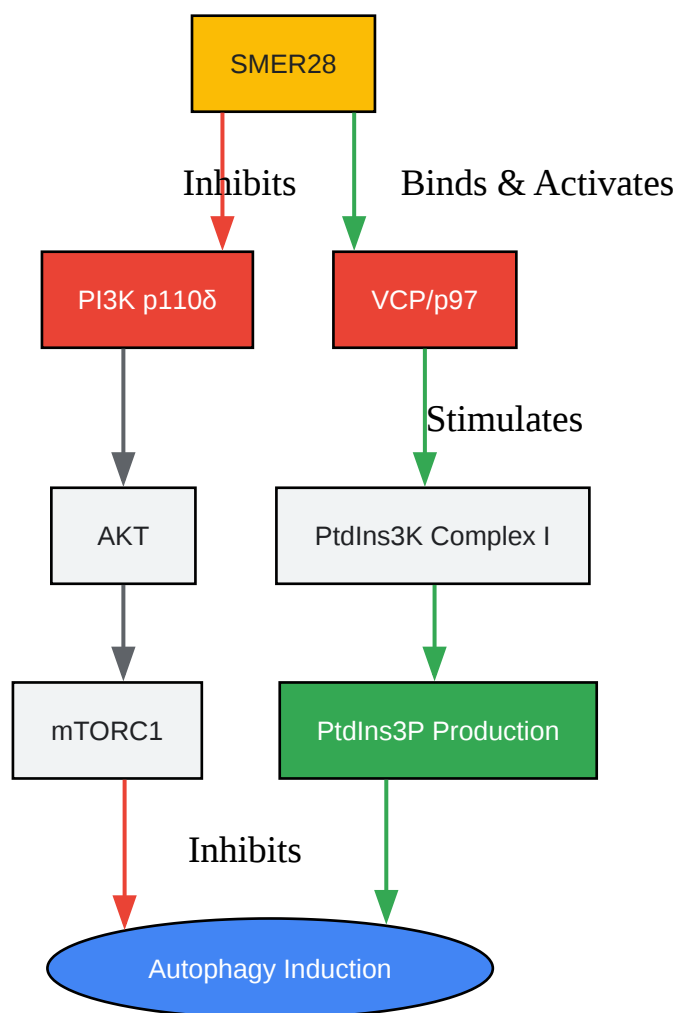 SMER28
Inhibits
Binds & Activates
PI3K p110δ
VCP/p97
Stimulates
AKT
PtdIns3K Complex I
mTORC1
PtdIns3P Production
Inhibits
Autophagy Induction